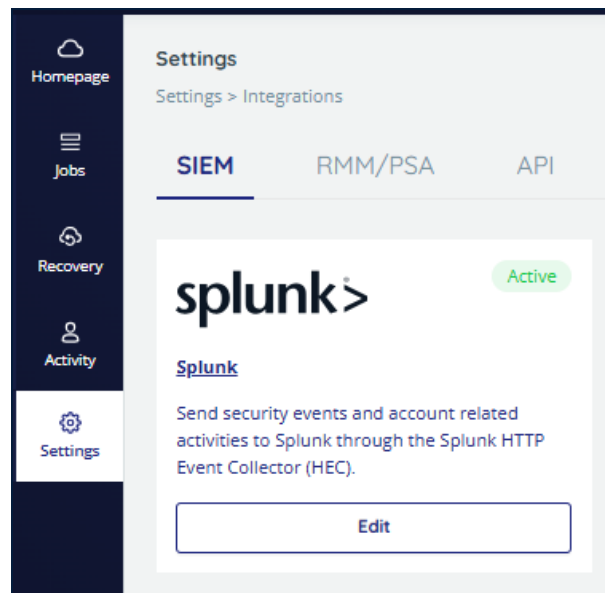 Homepage
Jobs
Recovery
Activity
Settings
Settings
Settings > Integrations
SIEM RMM/PSA API
splunk>
Active
Splunk
Send security events and account related
activities to Splunk through the Splunk HTTP
Event Collector (HEC).
Edit